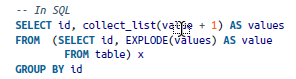 -- In SQL
SELECT id, collect_list(value + 1) AS values
FROM (SELECT id, EXPLODE(values) AS value
FROM table) x
GROUP BY id